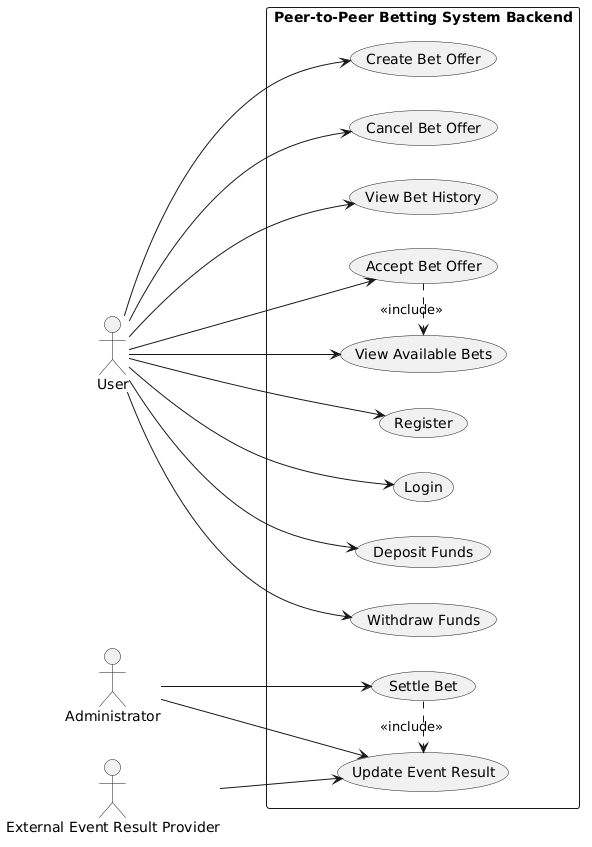 Peer-to-Peer Betting System Backend
Create Bet Offer
Cancel Bet Offer
View Bet History
Accept Bet Offer
«include»
View Available Bets
User
Register
Login
Deposit Funds
Withdraw Funds
Settle Bet
Administrator
«include»
Update Event Result
External Event Result Provider